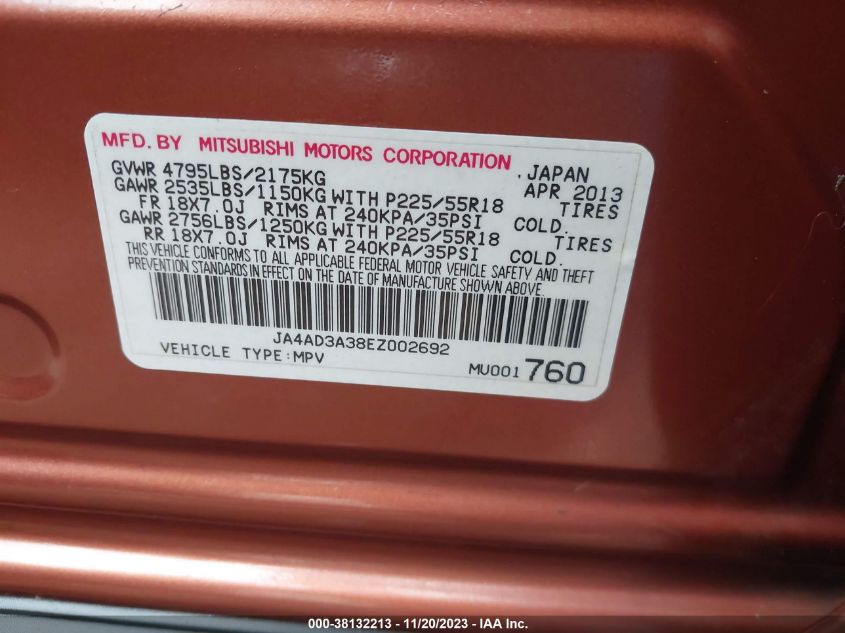 MFD. BY MITSUBISHI MOTORS CORPORATION . JAPAN
GVWR 4795LBS/2175KG APR 2013
GAWR 2535LBS/1150KG WITH P225/55R18 TIRES
FR 18X7.0J RIMS AT 240KPA/35PSI COLD.
GAWR 2756LBS/1250KG WITH P225/55R18 TIRES
RR 18X7.0J RIMS AT 240KPA/35PSI COLD.
THIS VEHICLE CONFORMS TO ALL APPLICABLE FEDERAL MOTOR VEHICLE SAFETY AND THEFT
PREVENTION STANDARDS IN EFFECT ON THE DATE OF MANUFACTURE SHOWN ABOVE.
JA4AD3A38EZ002692
VEHICLE TYPE:MPV MU001 760
000-38132213 - 11/20/2023 - IAA Inc.